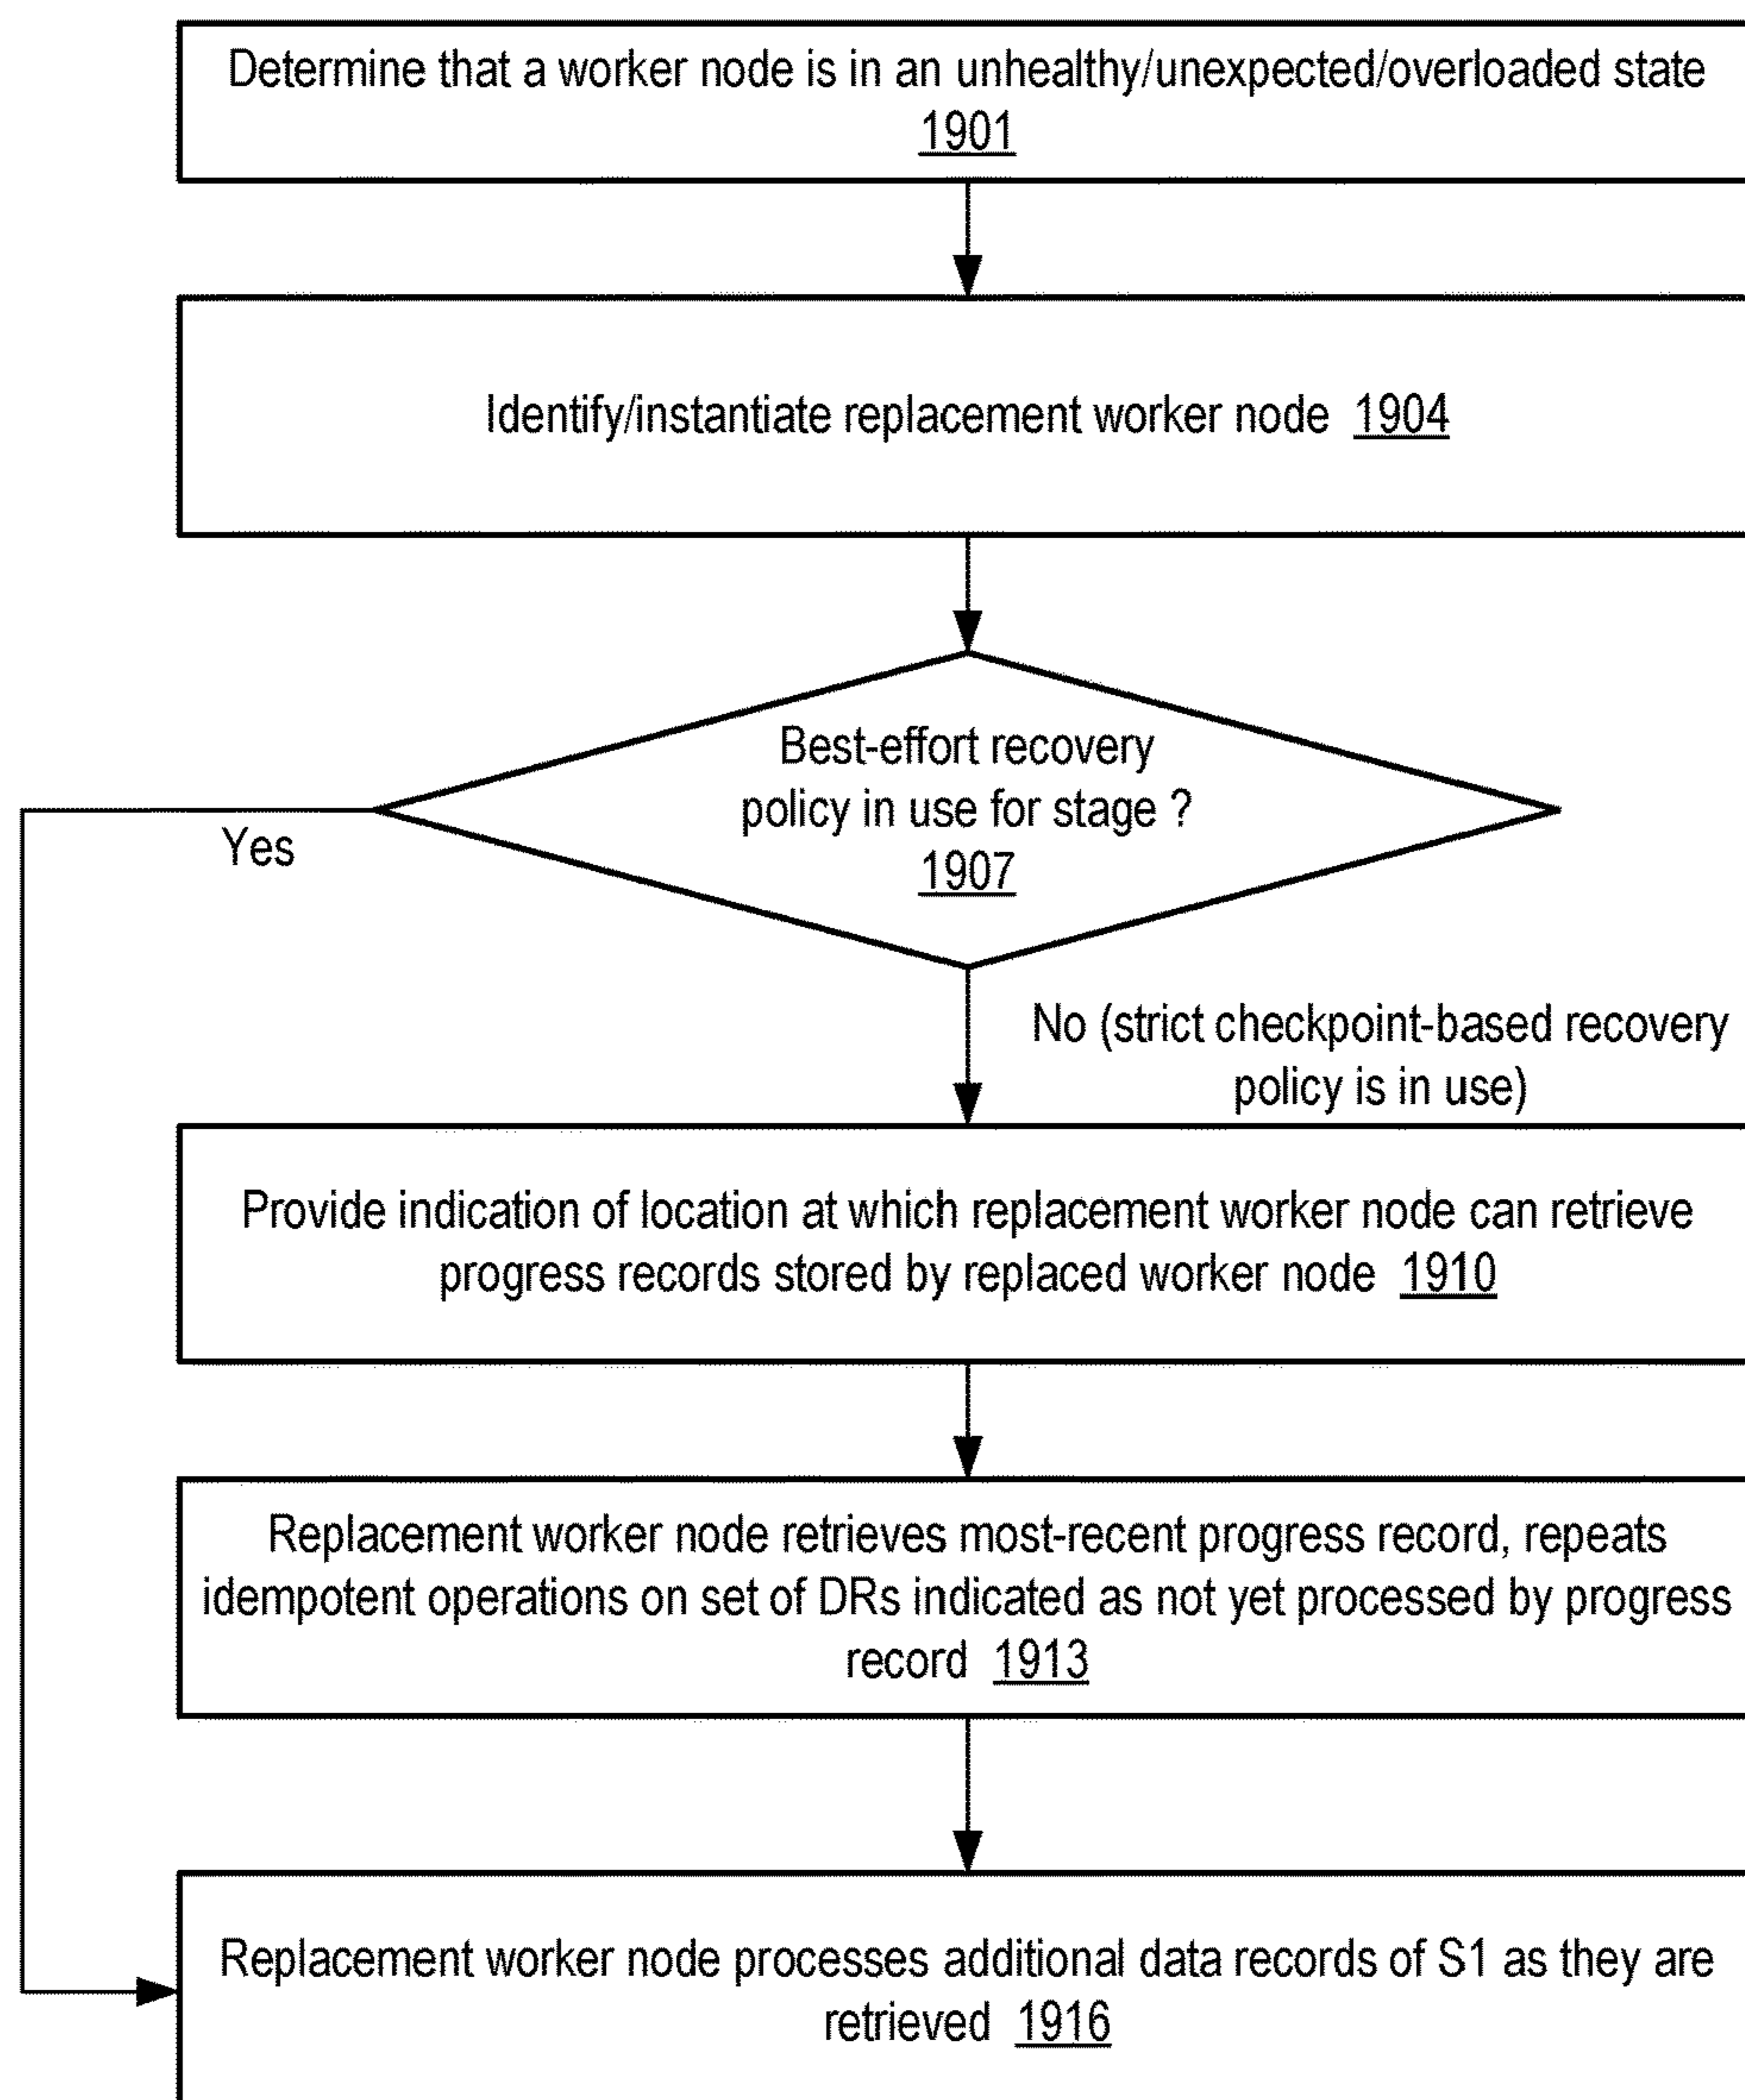 Determine that a worker node is in an unhealthy/unexpected/overloaded state
1901
Identify/instantiate replacement worker node 1904
Best-effort recovery
policy in use for stage ?
1907
Yes
No (strict checkpoint-based recovery
policy is in use)
Provide indication of location at which replacement worker node can retrieve
progress records stored by replaced worker node 1910
Replacement worker node retrieves most-recent progress record, repeats
idempotent operations on set of DRs indicated as not yet processed by progress
record 1913
Replacement worker node processes additional data records of S1 as they are
retrieved 1916